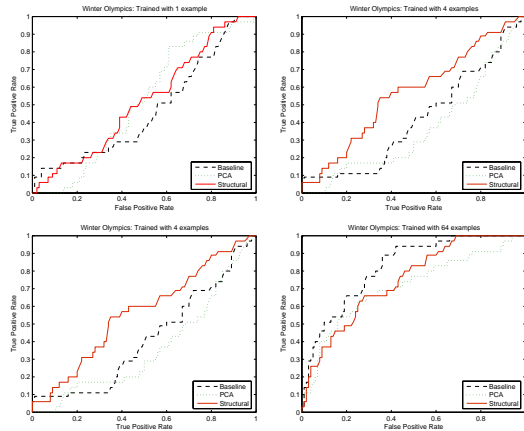 Winter Olympics: Trained with 1 example
True Positive Rate
1
0.9
0.8
0.7
0.6
0.5
0.4
0.3
0.2
0.1
0
0 0.2 0.4 0.6 0.8 1
False Positive Rate
Baseline
PCA
Structural
Winter Olympics: Trained with 4 examples
True Positive Rate
1
0.9
0.8
0.7
0.6
0.5
0.4
0.3
0.2
0.1
0
0 0.2 0.4 0.6 0.8 1
True Positive Rate
Baseline
PCA
Structural
Winter Olympics: Trained with 4 examples
True Positive Rate
1
0.9
0.8
0.7
0.6
0.5
0.4
0.3
0.2
0.1
0
0 0.2 0.4 0.6 0.8 1
True Positive Rate
Baseline
PCA
Structural
Winter Olympics: Trained with 64 examples
True Positive Rate
1
0.9
0.8
0.7
0.6
0.5
0.4
0.3
0.2
0.1
0
0 0.2 0.4 0.6 0.8 1
False Positive Rate
Baseline
PCA
Structural